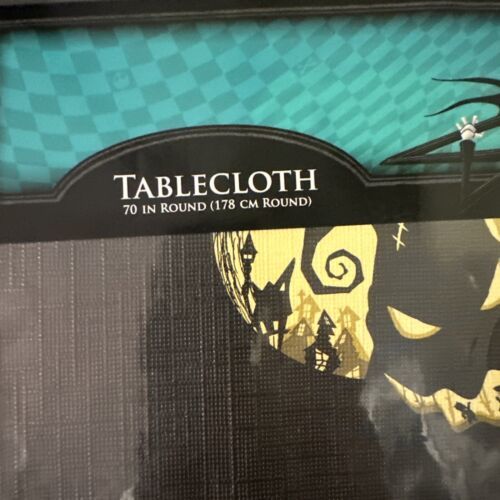 TABLECLOTH
70 IN ROUND (178 CM ROUND)